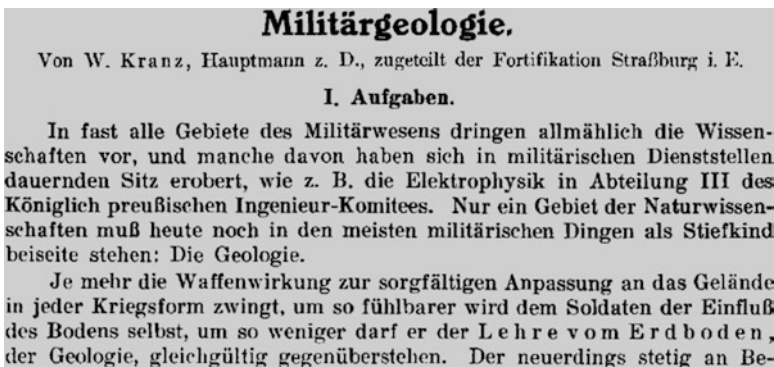 Militärgeologie.
Von W. Kranz, Hauptmann z. D., zugeteilt der Fortifikation Straßburg i. E.
I. Aufgaben.
In fast alle Gebiete des Militärwesens dringen allmählich die Wissen-
schaften vor, und manche davon haben sich in militärischen Dienststellen
dauernden Sitz erobert, wie z. B. die Elektrophysik in Abteilung III des
Königlich preußischen Ingenieur-Komitees. Nur ein Gebiet der Naturwissen-
schaften muß heute noch in den meisten militärischen Dingen als Stiefkind
beiseite stehen: Die Geologie.
Je mehr die Waffenwirkung zur sorgfältigen Anpassung an das Gelände
in jeder Kriegsform zwingt, um so fühlbarer wird dem Soldaten der Einfluß
des Bodens selbst, um so weniger darf er der Lehre vom Erdboden,
der Geologie, gleichgültig gegenüberstehen. Der neuerdings stetig an Be-